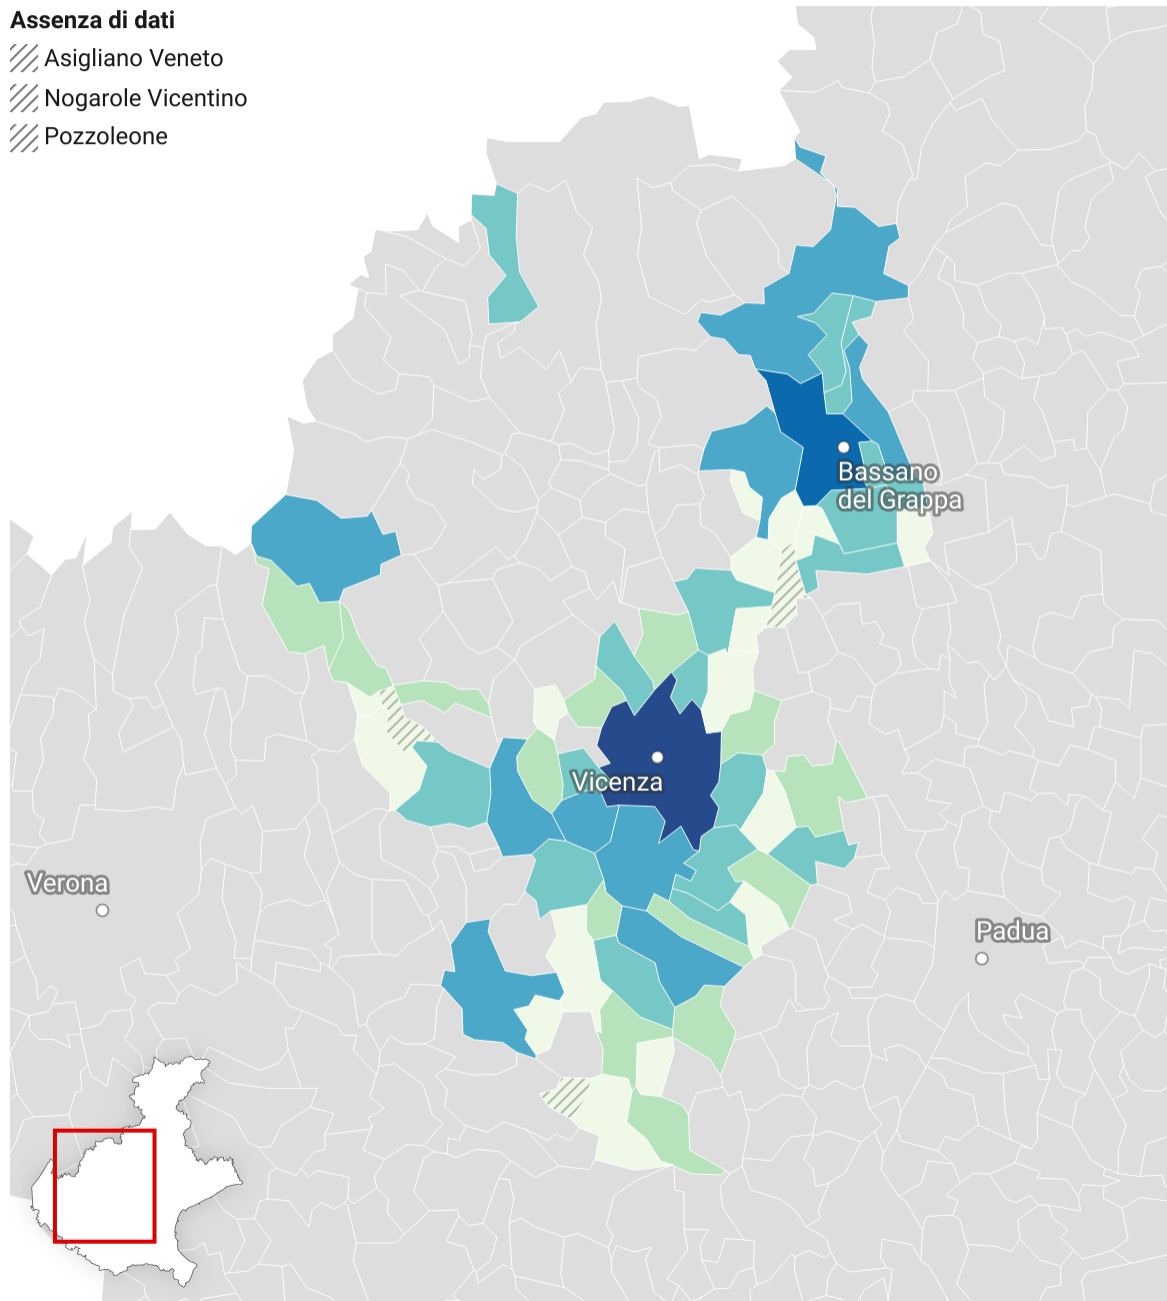 Assenza di dati
Asigliano Veneto
Nogarole Vicentino
Pozzoleone
Bassano
del Grappa
Vicenza
Verona
Padua